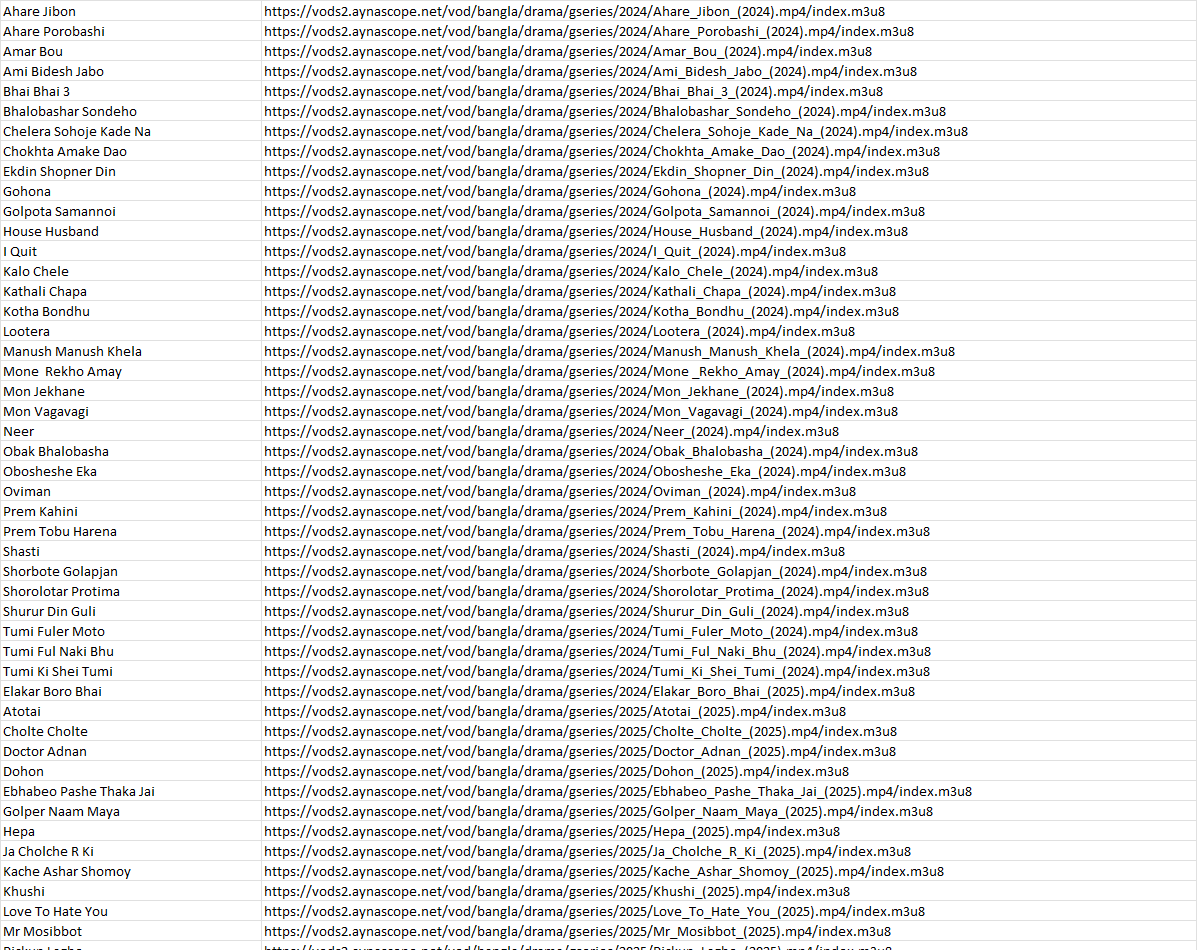 Ahare Jibon https://vods2.aynascope.net/vod/bangla/drama/gseries/2024/Ahare_Jibon_(2024).mp4/index.m3u8
Ahare Porobashi https://vods2.aynascope.net/vod/bangla/drama/gseries/2024/Ahare_Porobashi_(2024).mp4/index.m3u8
Amar Bou https://vods2.aynascope.net/vod/bangla/drama/gseries/2024/Amar_Bou_(2024).mp4/index.m3u8
Ami Bidesh Jabo https://vods2.aynascope.net/vod/bangla/drama/gseries/2024/Ami_Bidesh_Jabo_(2024).mp4/index.m3u8
Bhai Bhai 3 https://vods2.aynascope.net/vod/bangla/drama/gseries/2024/Bhai_Bhai_3_(2024).mp4/index.m3u8
Bhalobashar Sondeho https://vods2.aynascope.net/vod/bangla/drama/gseries/2024/Bhalobashar_Sondeho_(2024).mp4/index.m3u8
Chelera Sohoje Kade Na https://vods2.aynascope.net/vod/bangla/drama/gseries/2024/Chelera_Sohoje_Kade_Na_(2024).mp4/index.m3u8
Chokhta Amake Dao https://vods2.aynascope.net/vod/bangla/drama/gseries/2024/Chokhta_Amake_Dao_(2024).mp4/index.m3u8
Ekdin Shopner Din https://vods2.aynascope.net/vod/bangla/drama/gseries/2024/Ekdin_Shopner_Din_(2024).mp4/index.m3u8
Gohona https://vods2.aynascope.net/vod/bangla/drama/gseries/2024/Gohona_(2024).mp4/index.m3u8
Golpota Samannoi https://vods2.aynascope.net/vod/bangla/drama/gseries/2024/Golpota_Samannoi_(2024).mp4/index.m3u8
House Husband https://vods2.aynascope.net/vod/bangla/drama/gseries/2024/House_Husband_(2024).mp4/index.m3u8
I Quit https://vods2.aynascope.net/vod/bangla/drama/gseries/2024/I_Quit_(2024).mp4/index.m3u8
Kalo Chele https://vods2.aynascope.net/vod/bangla/drama/gseries/2024/Kalo_Chele_(2024).mp4/index.m3u8
Kathali Chapa https://vods2.aynascope.net/vod/bangla/drama/gseries/2024/Kathali_Chapa_(2024).mp4/index.m3u8
Kotha Bondhu https://vods2.aynascope.net/vod/bangla/drama/gseries/2024/Kotha_Bondhu_(2024).mp4/index.m3u8
Lootera https://vods2.aynascope.net/vod/bangla/drama/gseries/2024/Lootera_(2024).mp4/index.m3u8
Manush Manush Khela https://vods2.aynascope.net/vod/bangla/drama/gseries/2024/Manush_Manush_Khela_(2024).mp4/index.m3u8
Mone  Rekho Amay https://vods2.aynascope.net/vod/bangla/drama/gseries/2024/Mone _Rekho_Amay_(2024).mp4/index.m3u8
Mon Jekhane https://vods2.aynascope.net/vod/bangla/drama/gseries/2024/Mon_Jekhane_(2024).mp4/index.m3u8
Mon Vagavagi https://vods2.aynascope.net/vod/bangla/drama/gseries/2024/Mon_Vagavagi_(2024).mp4/index.m3u8
Neer https://vods2.aynascope.net/vod/bangla/drama/gseries/2024/Neer_(2024).mp4/index.m3u8
Obak Bhalobasha https://vods2.aynascope.net/vod/bangla/drama/gseries/2024/Obak_Bhalobasha_(2024).mp4/index.m3u8
Obosheshe Eka https://vods2.aynascope.net/vod/bangla/drama/gseries/2024/Obosheshe_Eka_(2024).mp4/index.m3u8
Oviman https://vods2.aynascope.net/vod/bangla/drama/gseries/2024/Oviman_(2024).mp4/index.m3u8
Prem Kahini https://vods2.aynascope.net/vod/bangla/drama/gseries/2024/Prem_Kahini_(2024).mp4/index.m3u8
Prem Tobu Harena https://vods2.aynascope.net/vod/bangla/drama/gseries/2024/Prem_Tobu_Harena_(2024).mp4/index.m3u8
Shasti https://vods2.aynascope.net/vod/bangla/drama/gseries/2024/Shasti_(2024).mp4/index.m3u8
Shorbote Golapjan https://vods2.aynascope.net/vod/bangla/drama/gseries/2024/Shorbote_Golapjan_(2024).mp4/index.m3u8
Shorolotar Protima https://vods2.aynascope.net/vod/bangla/drama/gseries/2024/Shorolotar_Protima_(2024).mp4/index.m3u8
Shurur Din Guli https://vods2.aynascope.net/vod/bangla/drama/gseries/2024/Shurur_Din_Guli_(2024).mp4/index.m3u8
Tumi Fuler Moto https://vods2.aynascope.net/vod/bangla/drama/gseries/2024/Tumi_Fuler_Moto_(2024).mp4/index.m3u8
Tumi Ful Naki Bhu https://vods2.aynascope.net/vod/bangla/drama/gseries/2024/Tumi_Ful_Naki_Bhu_(2024).mp4/index.m3u8
Tumi Ki Shei Tumi https://vods2.aynascope.net/vod/bangla/drama/gseries/2024/Tumi_Ki_Shei_Tumi_(2024).mp4/index.m3u8
Elakar Boro Bhai https://vods2.aynascope.net/vod/bangla/drama/gseries/2024/Elakar_Boro_Bhai_(2025).mp4/index.m3u8
Atotai https://vods2.aynascope.net/vod/bangla/drama/gseries/2025/Atotai_(2025).mp4/index.m3u8
Cholte Cholte https://vods2.aynascope.net/vod/bangla/drama/gseries/2025/Cholte_Cholte_(2025).mp4/index.m3u8
Doctor Adnan https://vods2.aynascope.net/vod/bangla/drama/gseries/2025/Doctor_Adnan_(2025).mp4/index.m3u8
Dohon https://vods2.aynascope.net/vod/bangla/drama/gseries/2025/Dohon_(2025).mp4/index.m3u8
Ebhabeo Pashe Thaka Jai https://vods2.aynascope.net/vod/bangla/drama/gseries/2025/Ebhabeo_Pashe_Thaka_Jai_(2025).mp4/index.m3u8
Golper Naam Maya https://vods2.aynascope.net/vod/bangla/drama/gseries/2025/Golper_Naam_Maya_(2025).mp4/index.m3u8
Hepa https://vods2.aynascope.net/vod/bangla/drama/gseries/2025/Hepa_(2025).mp4/index.m3u8
Ja Cholche R Ki https://vods2.aynascope.net/vod/bangla/drama/gseries/2025/Ja_Cholche_R_Ki_(2025).mp4/index.m3u8
Kache Ashar Shomoy https://vods2.aynascope.net/vod/bangla/drama/gseries/2025/Kache_Ashar_Shomoy_(2025).mp4/index.m3u8
Khushi https://vods2.aynascope.net/vod/bangla/drama/gseries/2025/Khushi_(2025).mp4/index.m3u8
Love To Hate You https://vods2.aynascope.net/vod/bangla/drama/gseries/2025/Love_To_Hate_You_(2025).mp4/index.m3u8
Mr Mosibbot https://vods2.aynascope.net/vod/bangla/drama/gseries/2025/Mr_Mosibbot_(2025).mp4/index.m3u8